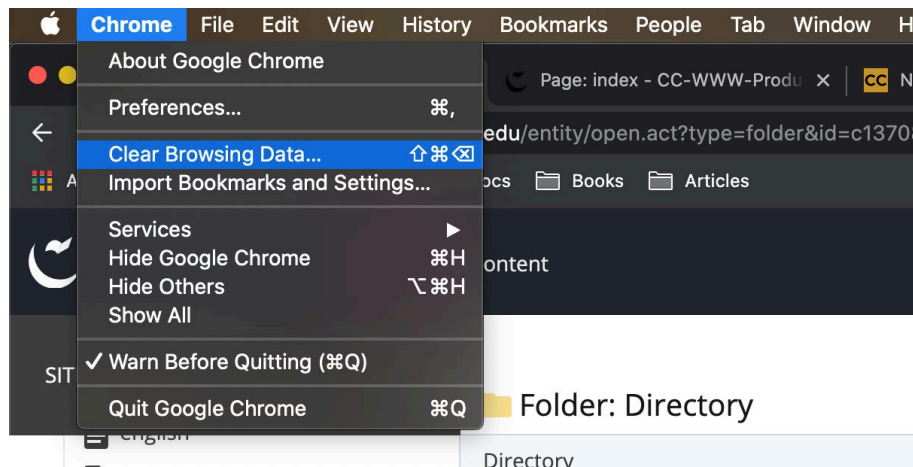 Chrome File Edit View History Bookmarks People Tab Window H
About Google Chrome
Preferences... ⌘,
Clear Browsing Data... ⇧⌘⌫
Import Bookmarks and Settings...
Services ▶
Hide Google Chrome ⌘H
Hide Others ⌥⌘H
Show All
✓ Warn Before Quitting (⌘Q)
Quit Google Chrome ⌘Q
Page: index - CC-WWW-Produ × CC N
edu/entity/open.act?type=folder&id=c1370
A ocs Books Articles
ontent
SIT
Folder: Directory
english
Directory